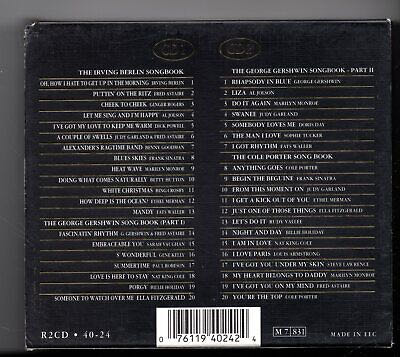 CD 1
THE IRVING BERLIN SONGBOOK
OH, HOW I HATE TO GET UP IN THE MORNING IRVING BERLIN 1
PUTTIN' ON THE RITZ FRED ASTAIRE 2
CHEEK TO CHEEK GINGER ROGERS 3
LET ME SING AND I'M HAPPY AL JOLSON 4
I'VE GOT MY LOVE TO KEEP ME WARM DICK POWELL 5
A COUPLE OF SWELLS JUDY GARLAND & FRED ASTAIRE 6
ALEXANDER'S RAGTIME BAND BENNY GOODMAN 7
BLUES SKIES FRANK SINATRA 8
HEAT WAVE MARILYN MONROE 9
DOING WHAT COMES NATURALLY BETTY HUTTON 10
WHITE CHRISTMAS BING CROSBY 11
HOW DEEP IS THE OCEAN? ETHEL MERMAN 12
MANDY FATS WALLER 13
THE GEORGE GERSHWIN SONG BOOK (PART I)
FASCINATIN' RHYTHM G GERSHWIN & FRED ASTAIRE 14
EMBRACEABLE YOU SARAH VAUGHAN 15
S WONDERFUL GENE KELLY 16
SUMMERTIME PAUL ROBESON 17
LOVE IS HERE TO STAY NAT KING COLE 18
PORGY BILLIE HOLIDAY 19
SOMEONE TO WATCH OVER ME ELLA FITZGERALD 20
CD 2
THE GEORGE GERSHWIN SONGBOOK - PART II
1 RHAPSODY IN BLUE GEORGE GERSHWIN
2 LIZA AL JOLSON
3 DO IT AGAIN MARILYN MONROE
4 SWANEE JUDY GARLAND
5 SOMEBODY LOVES ME DORIS DAY
6 THE MAN I LOVE SOPHIE TUCKER
7 I GOT RHYTHM FATS WALLER
THE COLE PORTER SONG BOOK
8 ANYTHING GOES COLE PORTER
9 BEGIN THE BEGUINE FRANK SINATRA
10 FROM THIS MOMENT ON JUDY GARLAND
11 I GET A KICK OUT OF YOU ETHEL MERMAN
12 JUST ONE OF THOSE THINGS ELLA FITZGERALD
13 LET'S DO IT RUDY VALLEE
14 NIGHT AND DAY BILLIE HOLIDAY
15 I AM IN LOVE NAT KING COLE
16 I LOVE PARIS LOUIS ARMSTRONG
17 I'VE GOT YOU UNDER MY SKIN STEVE LAWRENCE
18 MY HEART BELONGS TO DADDY MARILYN MONROE
19 I'VE GOT YOU ON MY MIND FRED ASTAIRE
20 YOU'RE THE TOP COLE PORTER
R2CD • 40-24
0 76119 40242 4
M 7 831
MADE IN EEC